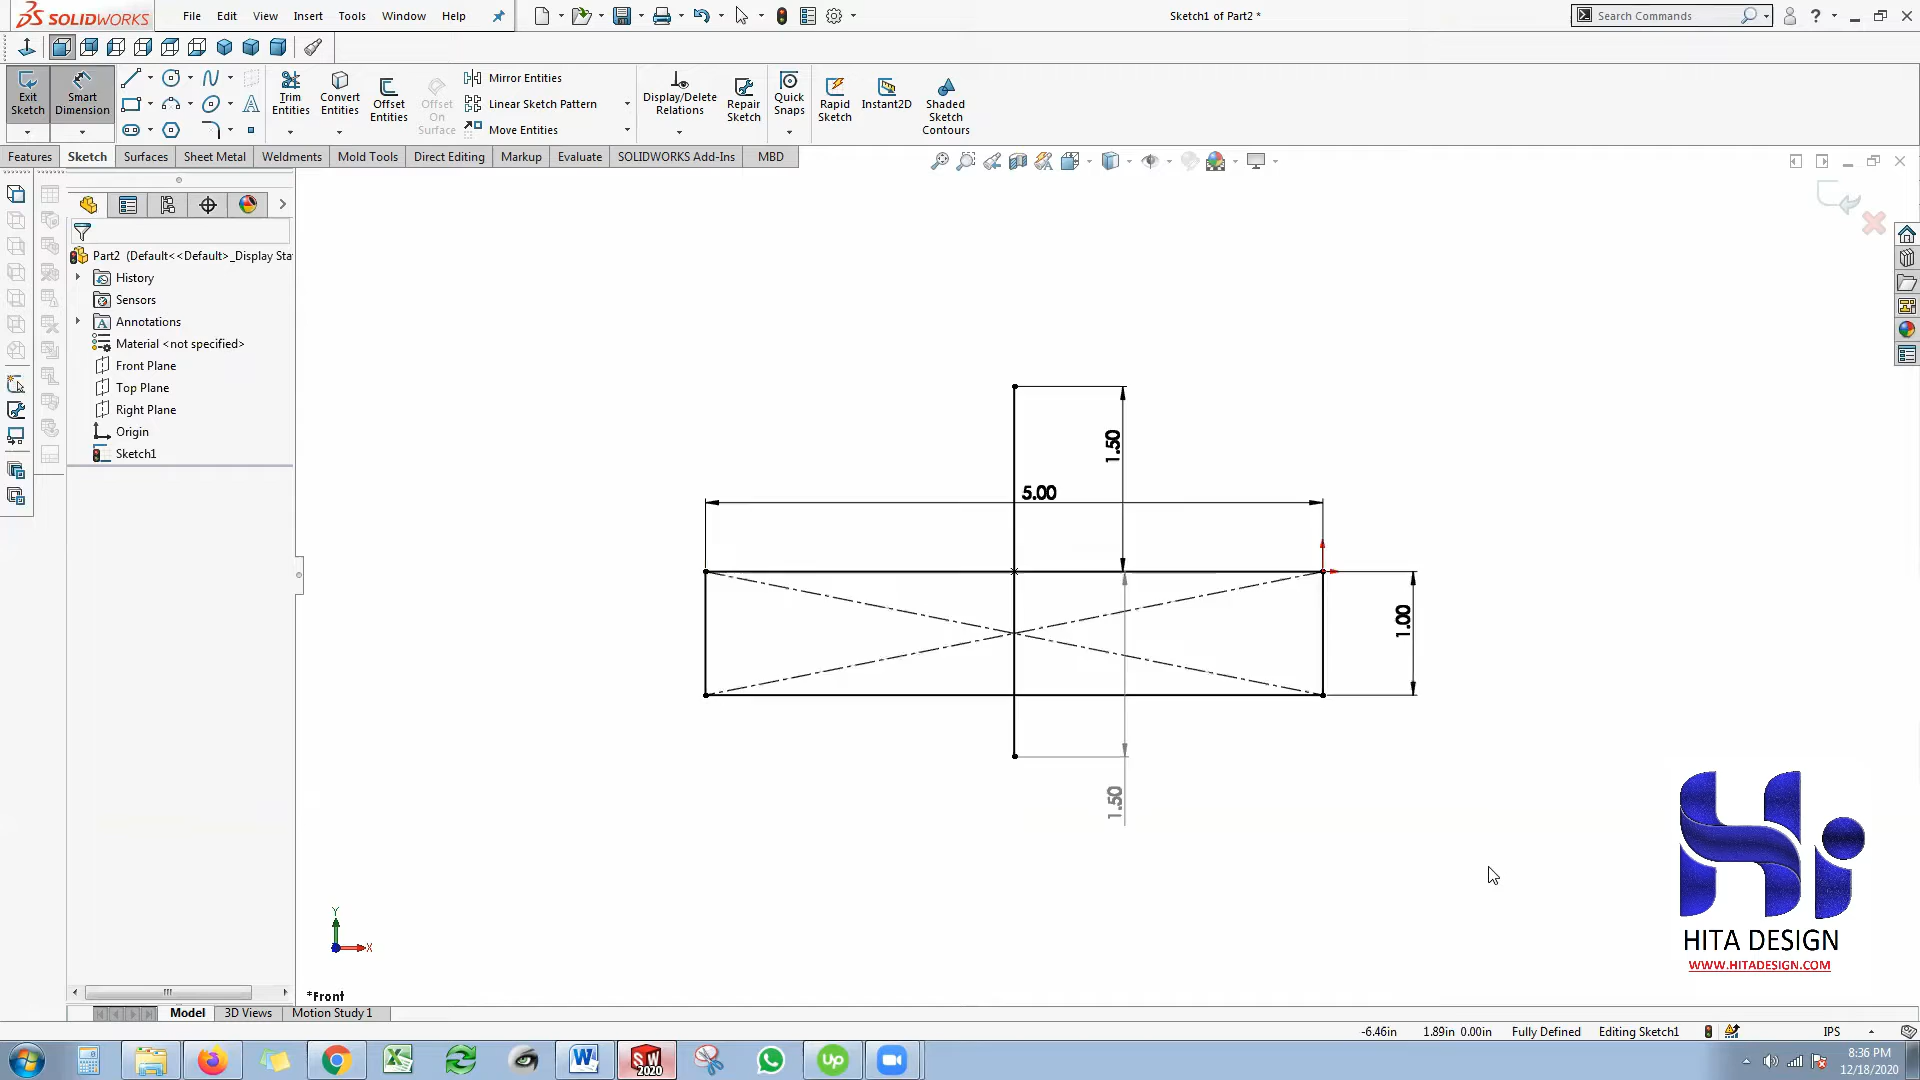 SOLIDWORKS File Edit View Insert Tools Window Help Sketch1 of Part2 * Search Commands
Exit Sketch
Smart Dimension
Trim Entities
Convert Entities
Offset Entities
Offset On Surface
Mirror Entities
Linear Sketch Pattern
Move Entities
Display/Delete Relations
Repair Sketch
Quick Snaps
Rapid Sketch
Instant2D
Shaded Sketch Contours
Features Sketch Surfaces Sheet Metal Weldments Mold Tools Direct Editing Markup Evaluate SOLIDWORKS Add-Ins MBD
Part2 (Default<<Default>_Display Sta
History
Sensors
Annotations
Material <not specified>
Front Plane
Top Plane
Right Plane
Origin
Sketch1
1.50
5.00
1.00
1.50
Y
X
*Front
HITA DESIGN
WWW.HITADESIGN.COM
Model 3D Views Motion Study 1
-6.46in 1.89in 0.00in Fully Defined Editing Sketch1 IPS
SW 2020
Up
8:36 PM
12/18/2020